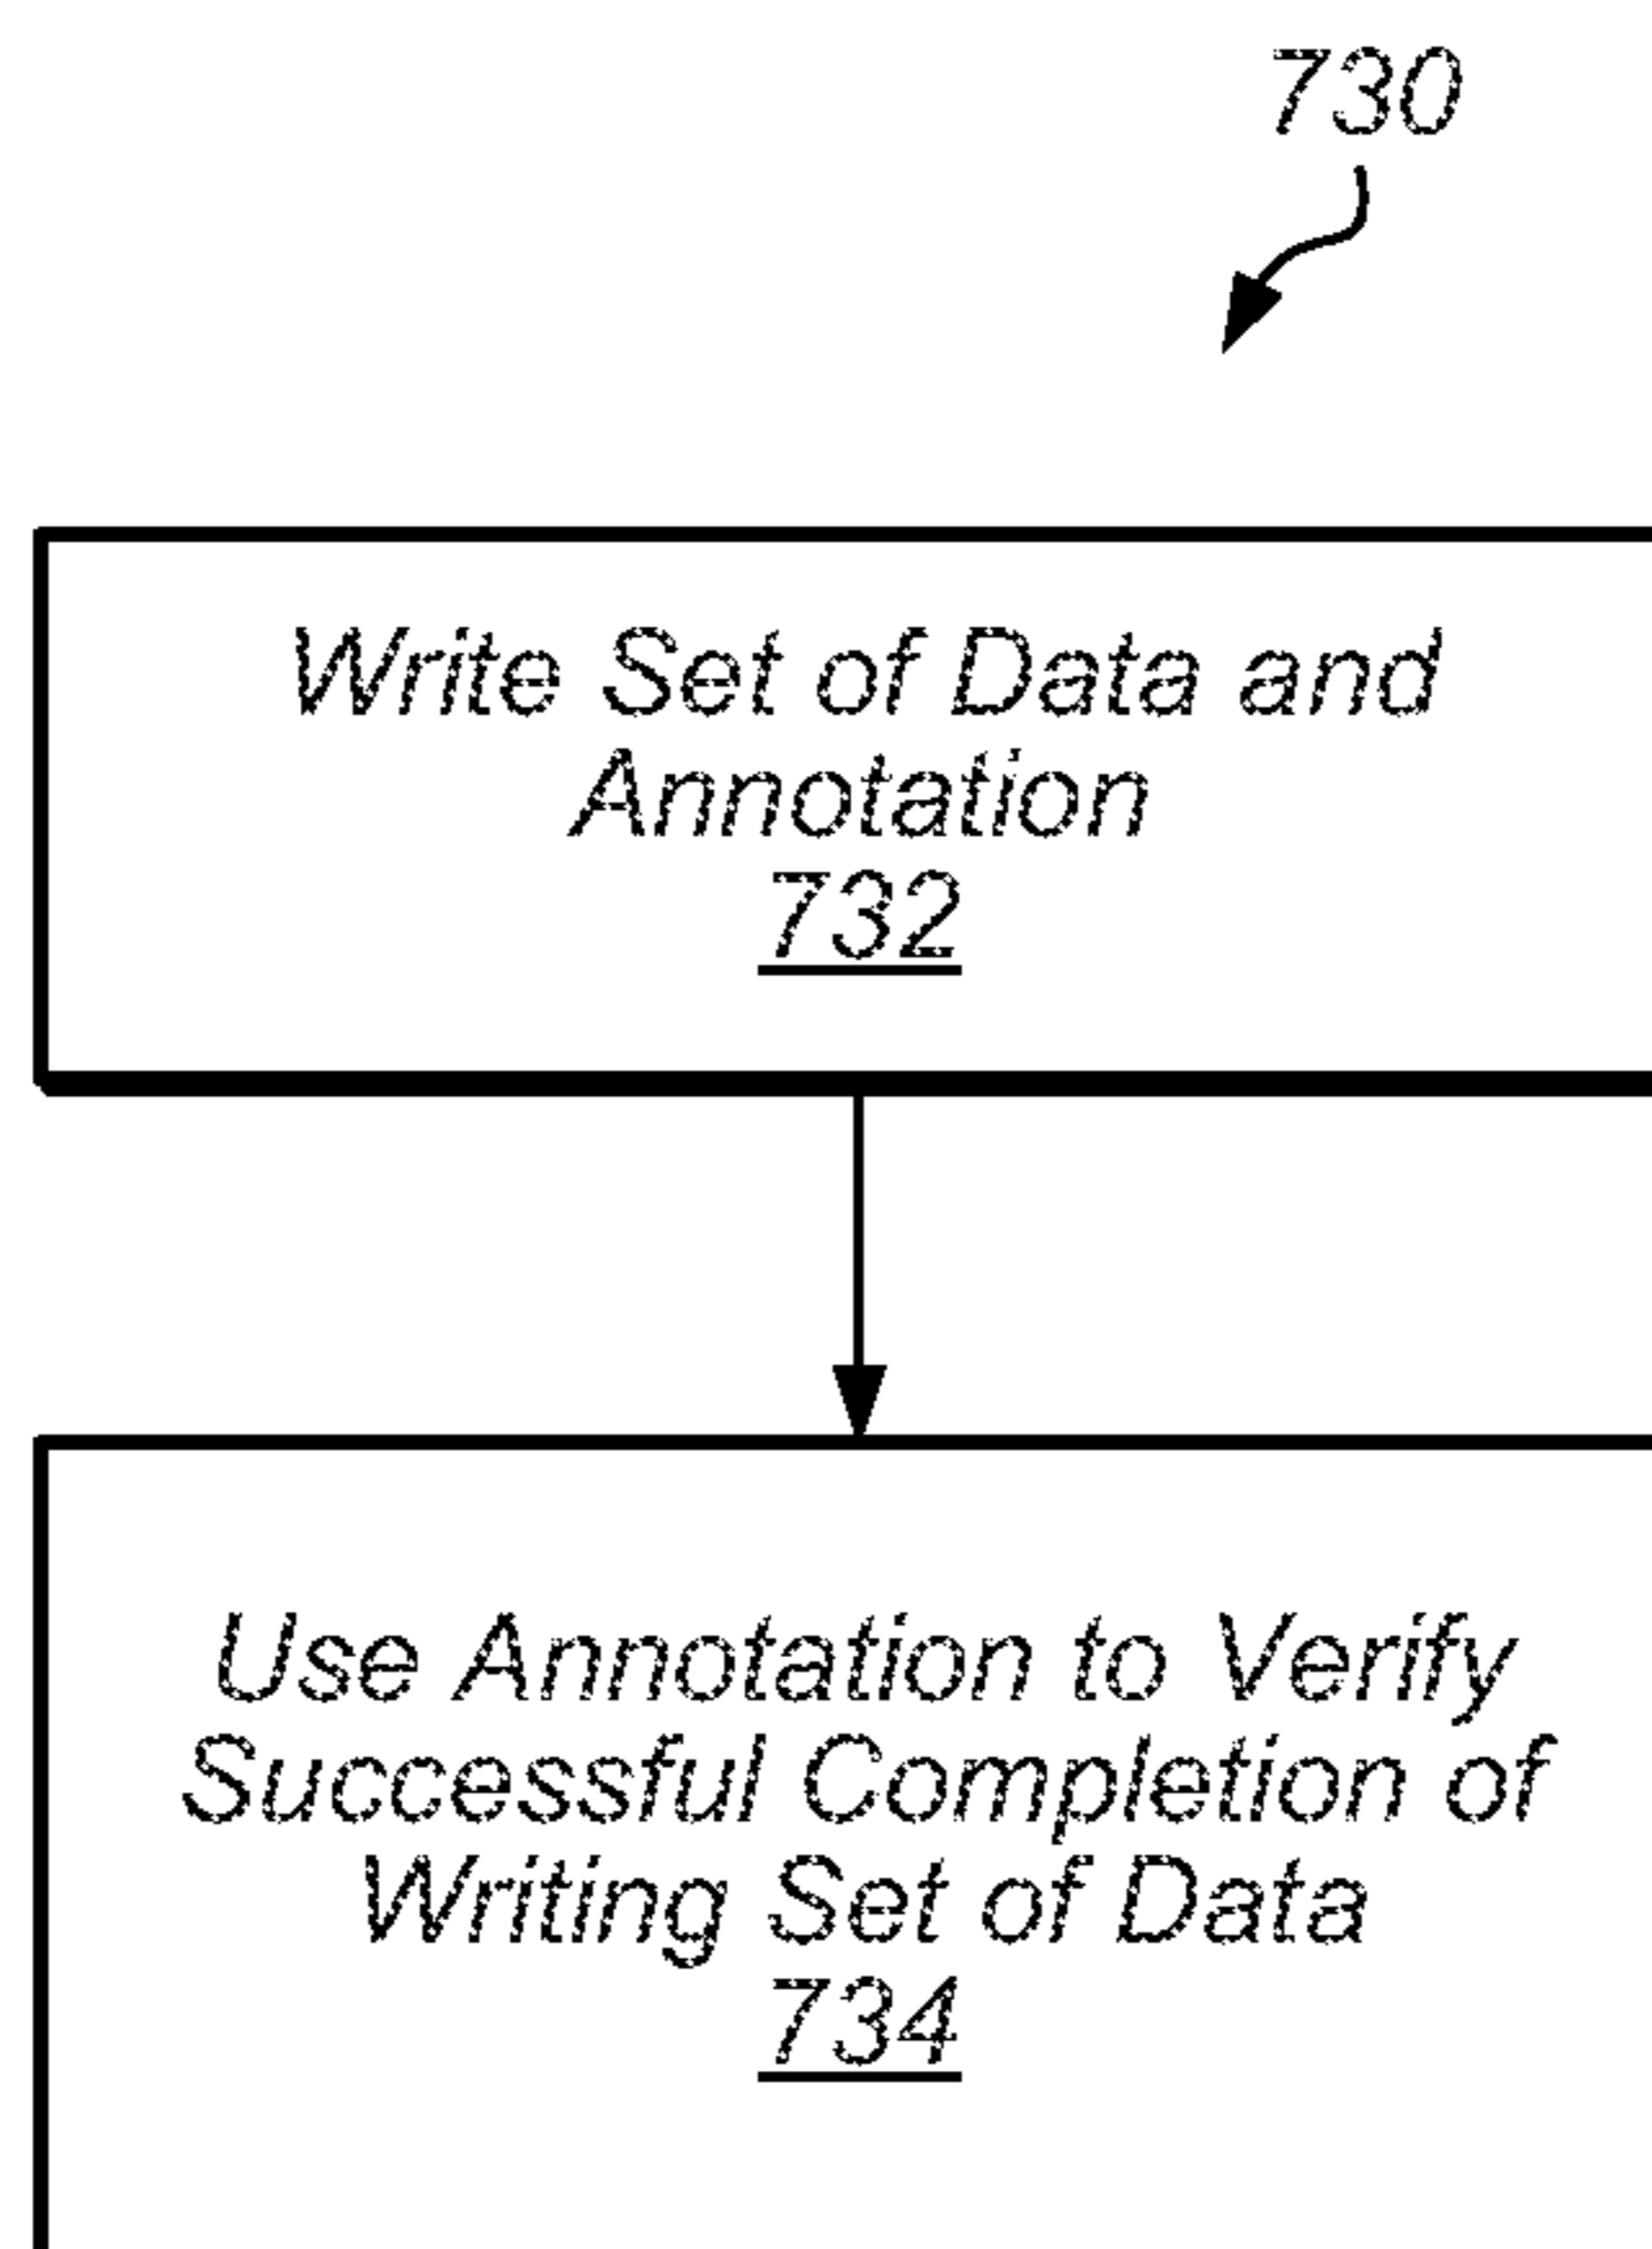 730
Write Set of Data and
Annotation
732
Use Annotation to Verify
Successful Completion of
Writing Set of Data
734